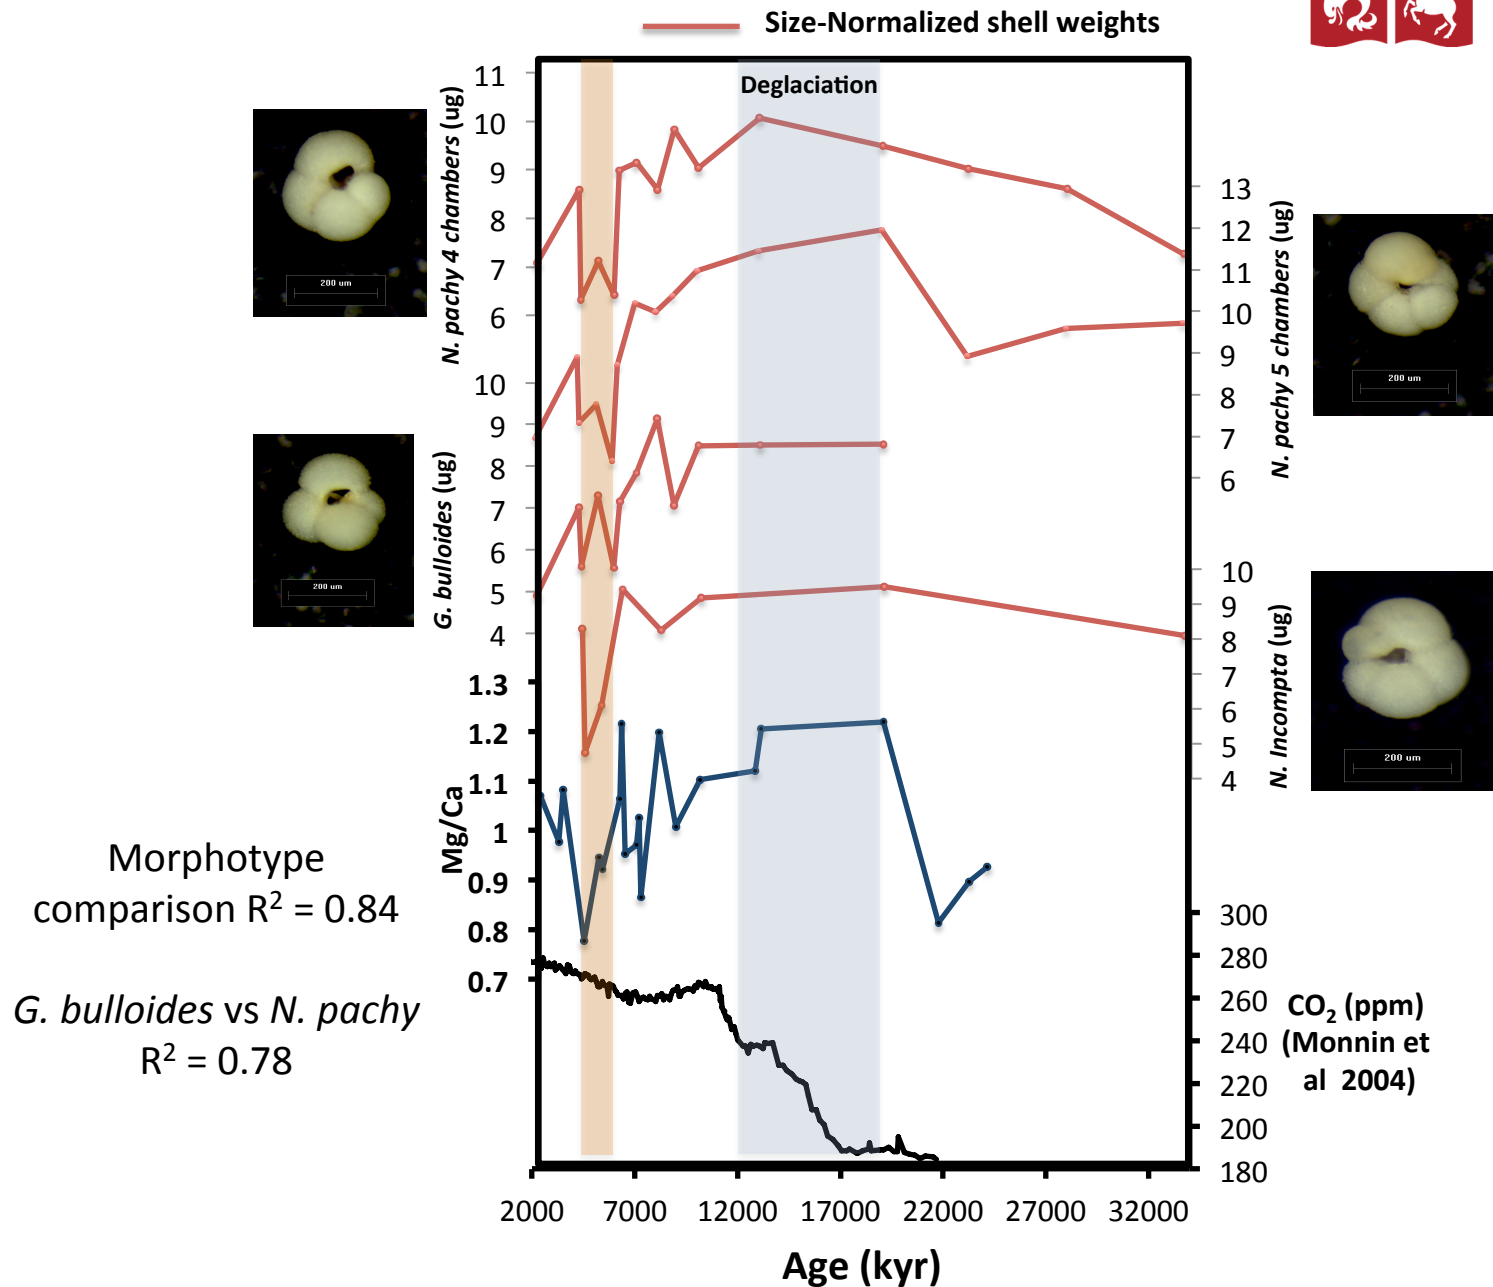 Size-Normalized shell weights
Deglaciation
N. pachy 4 chambers (ug)
11
10
9
8
7
6
200 um
G. bulloides (ug)
10
9
8
7
6
5
4
200 um
Mg/Ca
1.3
1.2
1.1
1
0.9
0.8
0.7
N. pachy 5 chambers (ug)
13
12
11
10
9
8
7
6
200 um
N. Incompta (ug)
10
9
8
7
6
5
4
200 um
300
280
260
240
220
200
180
CO2 (ppm)
(Monnin et
al 2004)
Morphotype
comparison R² = 0.84
G. bulloides vs N. pachy
R² = 0.78
2000 7000 12000 17000 22000 27000 32000
Age (kyr)